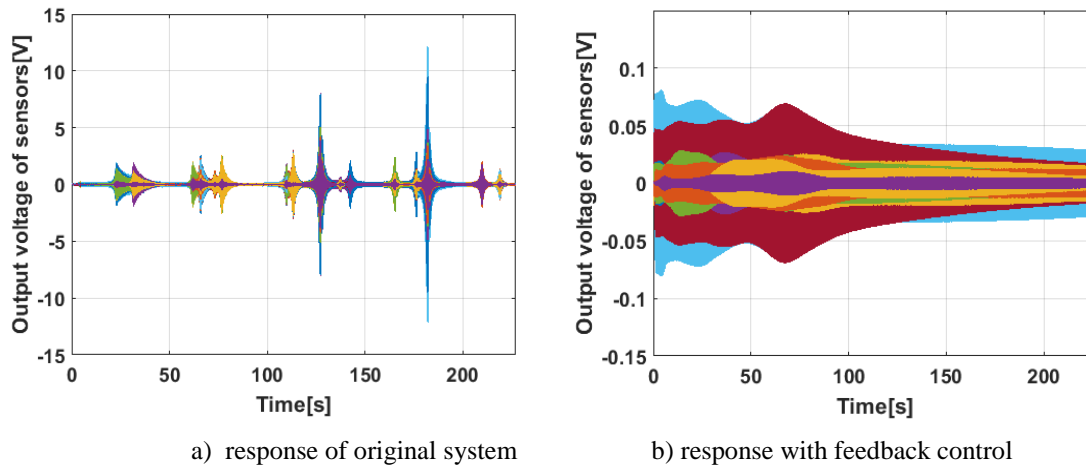 15
10
5
0
-5
-10
-15
Output voltage of sensors[V]
0 50 100 150 200
Time[s]
a) response of original system
0.1
0.05
0
-0.05
-0.1
-0.15
Output voltage of sensors[V]
0 50 100 150 200
Time[s]
b) response with feedback control